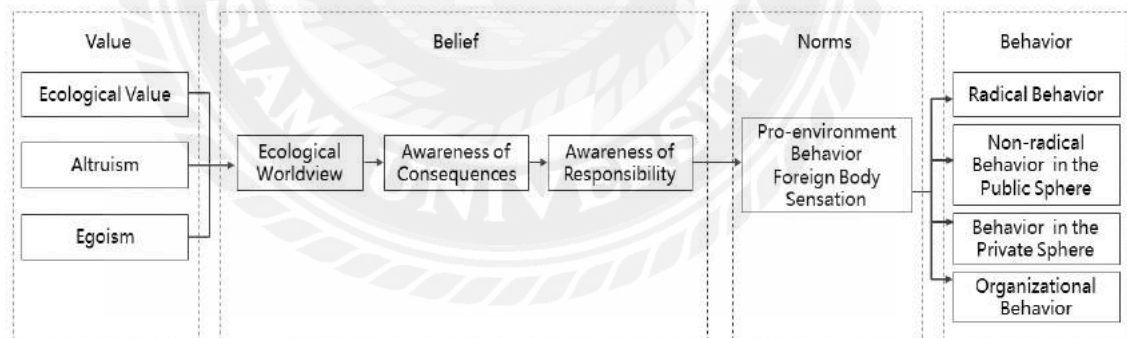 Value
Ecological Value
Altruism
Egoism
Belief
Ecological
Worldview
Awareness of
Consequences
Awareness of
Responsibility
Norms
Pro-environment
Behavior
Foreign Body
Sensation
Behavior
Radical Behavior
Non-radical
Behavior in the
Public Sphere
Behavior in the
Private Sphere
Organizational
Behavior
SIAM UNIVERSITY